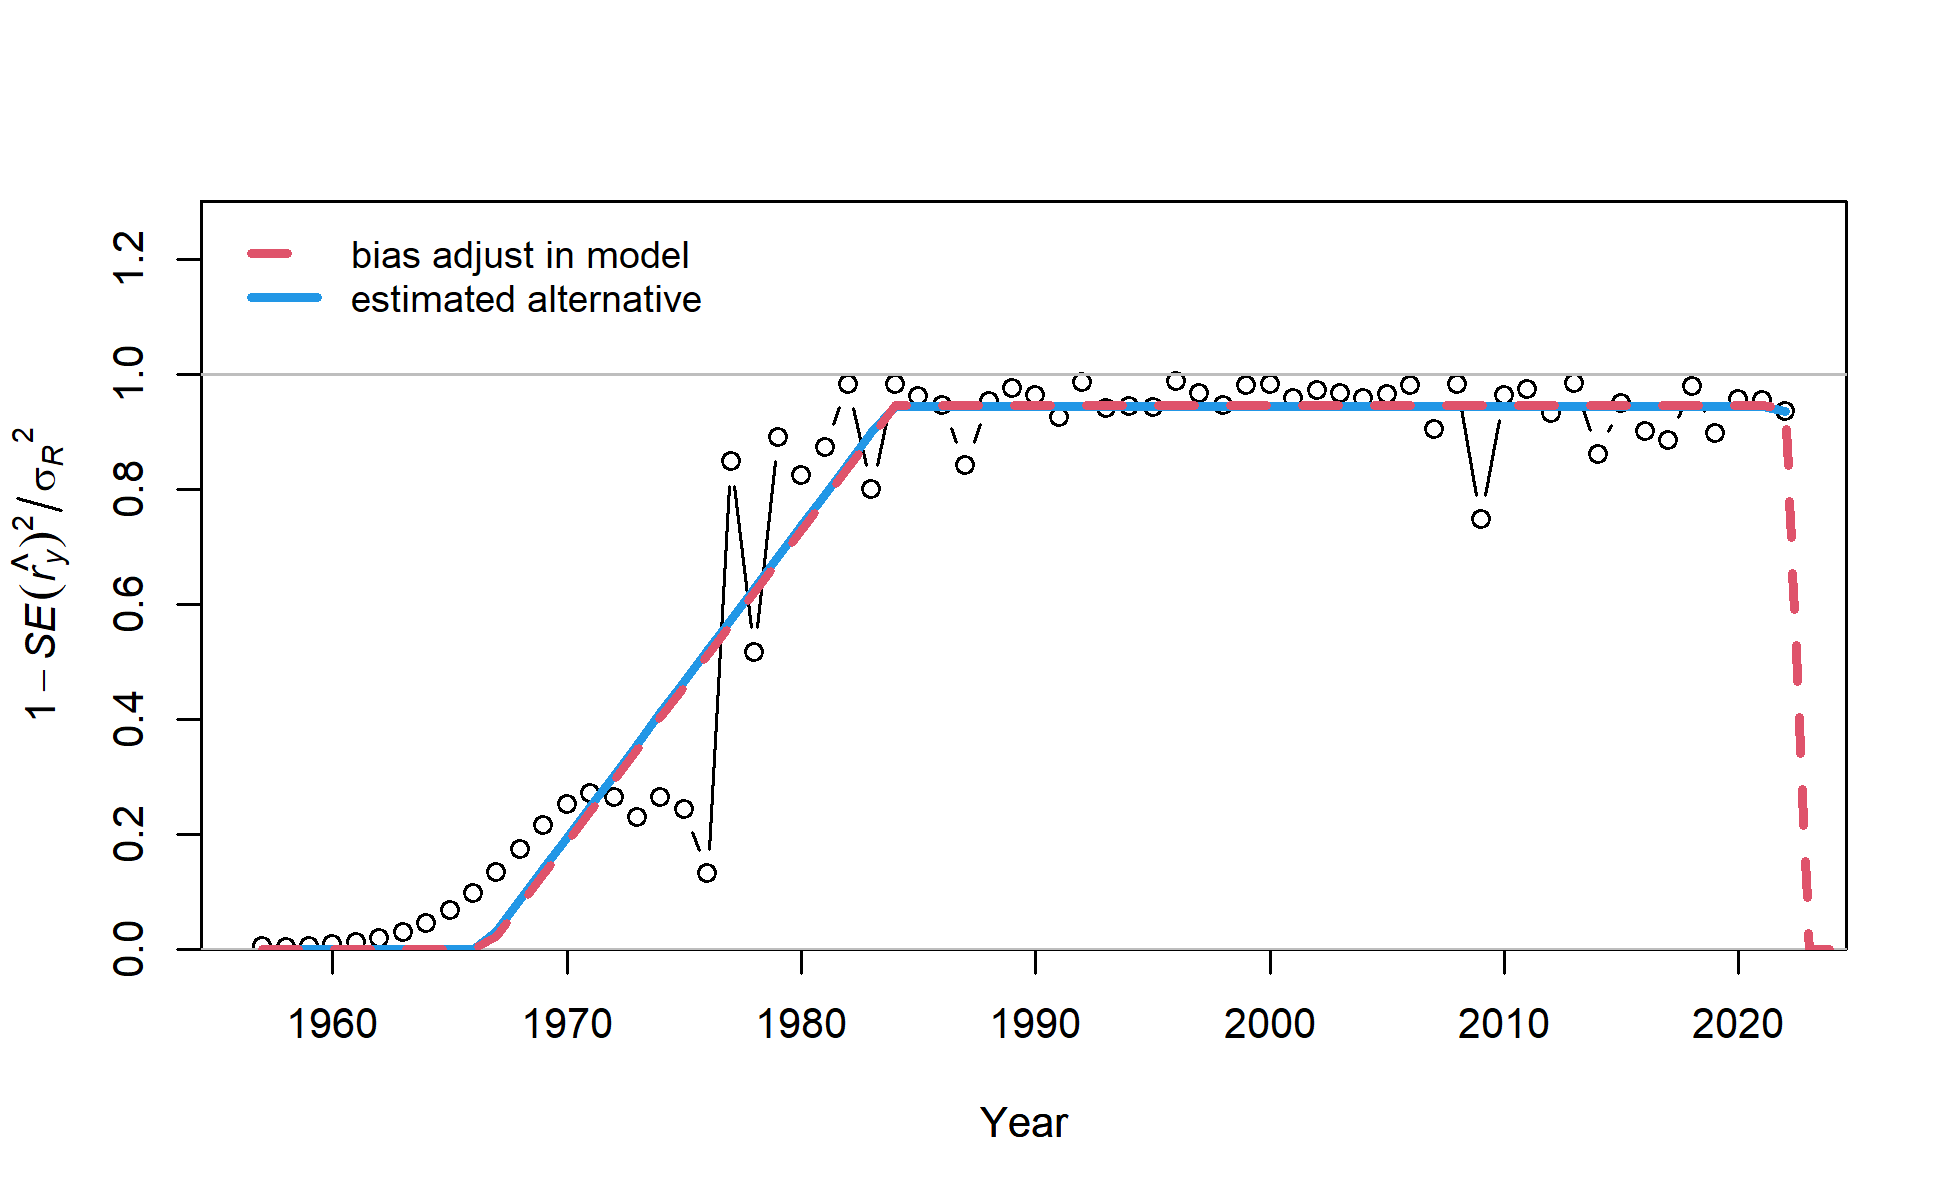 bias adjust in model
estimated alternative
1.2
1.0
0.8
0.6
0.4
0.2
0.0
1 − SE(r̂y)² / σR²
1960 1970 1980 1990 2000 2010 2020
Year